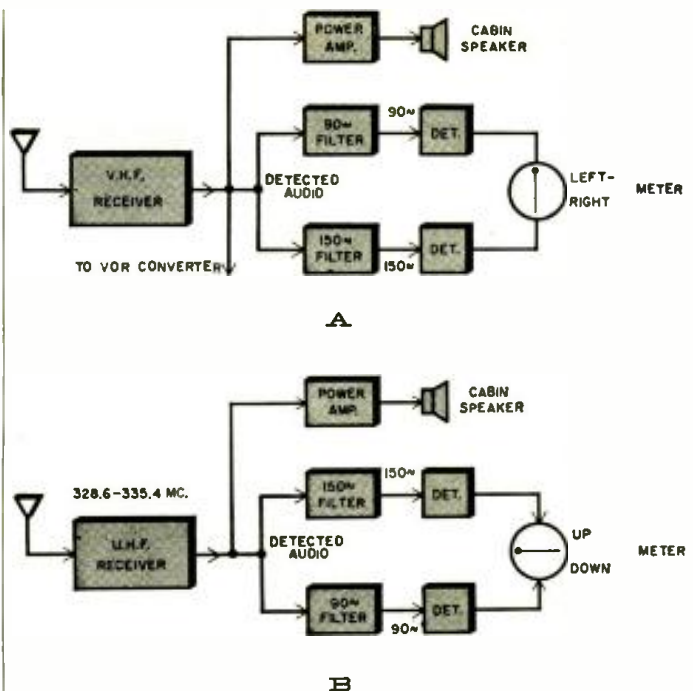 POWER
AMP.
CABIN
SPEAKER
90~
FILTER
90~
DET.
V.H.F.
RECEIVER
DETECTED
AUDIO
LEFT-
RIGHT
METER
150~
FILTER
150~
DET.
TO VOR CONVERTER
A
POWER
AMP.
CABIN
SPEAKER
328.6-335.4 MC.
150~
FILTER
150~
DET.
U.H.F.
RECEIVER
DETECTED
AUDIO
UP
DOWN
METER
90~
FILTER
90~
DET.
B